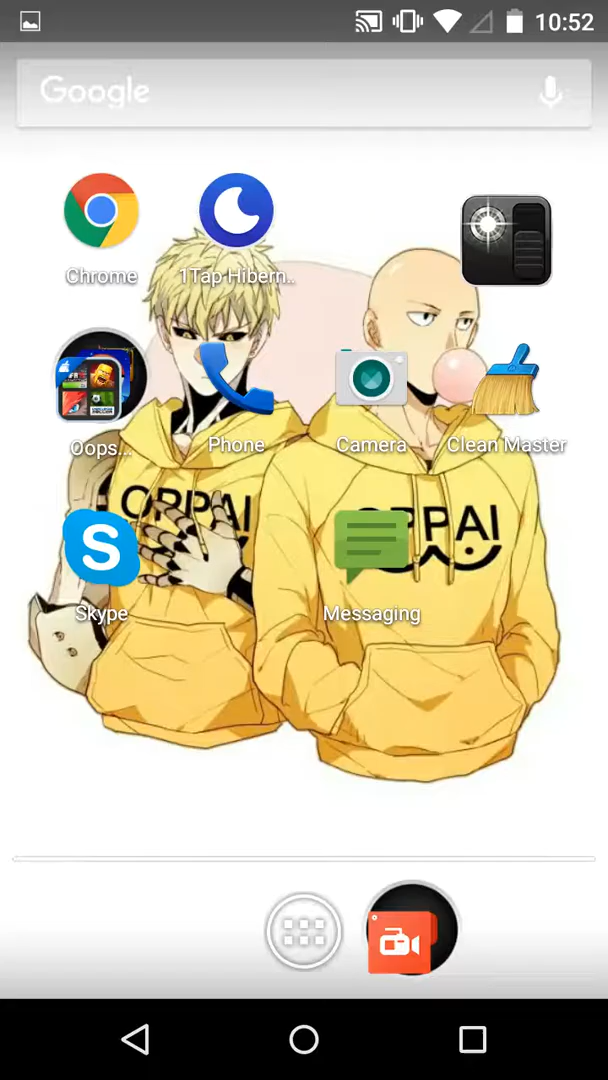 10:52
Google
Chrome
1Tap Hibern..
Oops...
Phone
Camera
Clean Master
OPPAI
OPPAI
S
Skype
Messaging